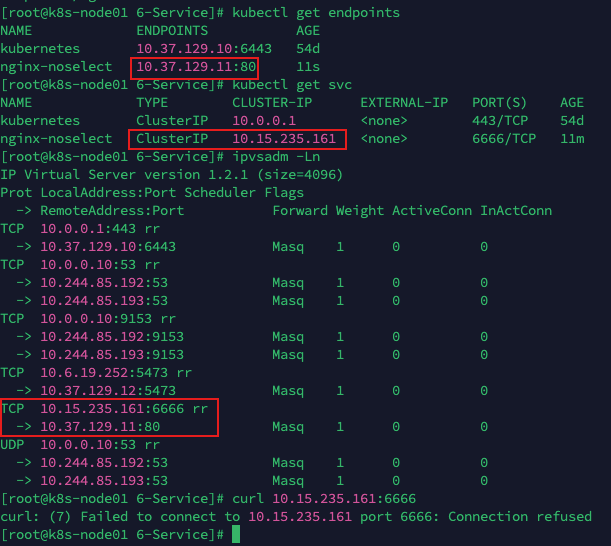 [root@k8s-node01 6-Service]# kubectl get endpoints
NAME ENDPOINTS AGE
kubernetes 10.37.129.10:6443 54d
nginx-noselect 10.37.129.11:80 11s
[root@k8s-node01 6-Service]# kubectl get svc
NAME TYPE CLUSTER-IP EXTERNAL-IP PORT(S) AGE
kubernetes ClusterIP 10.0.0.1 <none> 443/TCP 54d
nginx-noselect ClusterIP 10.15.235.161 <none> 6666/TCP 11m
[root@k8s-node01 6-Service]# ipvsadm -Ln
IP Virtual Server version 1.2.1 (size=4096)
Prot LocalAddress:Port Scheduler Flags
-> RemoteAddress:Port Forward Weight ActiveConn InActConn
TCP 10.0.0.1:443 rr
-> 10.37.129.10:6443 Masq 1 0 0
TCP 10.0.0.10:53 rr
-> 10.244.85.192:53 Masq 1 0 0
-> 10.244.85.193:53 Masq 1 0 0
TCP 10.0.0.10:9153 rr
-> 10.244.85.192:9153 Masq 1 0 0
-> 10.244.85.193:9153 Masq 1 0 0
TCP 10.6.19.252:5473 rr
-> 10.37.129.12:5473 Masq 1 0 0
TCP 10.15.235.161:6666 rr
-> 10.37.129.11:80 Masq 1 0 0
UDP 10.0.0.10:53 rr
-> 10.244.85.192:53 Masq 1 0 0
-> 10.244.85.193:53 Masq 1 0 0
[root@k8s-node01 6-Service]# curl 10.15.235.161:6666
curl: (7) Failed to connect to 10.15.235.161 port 6666: Connection refused
[root@k8s-node01 6-Service]#